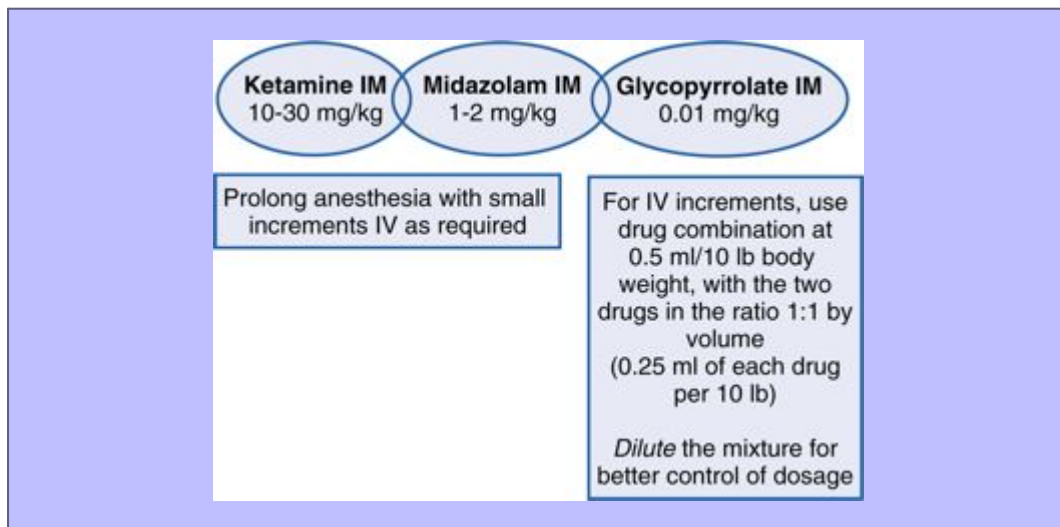 Ketamine IM
10-30 mg/kg
Midazolam IM
1-2 mg/kg
Glycopyrrolate IM
0.01 mg/kg
Prolong anesthesia with small
increments IV as required
For IV increments, use
drug combination at
0.5 ml/10 lb body
weight, with the two
drugs in the ratio 1:1 by
volume
(0.25 ml of each drug
per 10 lb)
Dilute the mixture for
better control of dosage